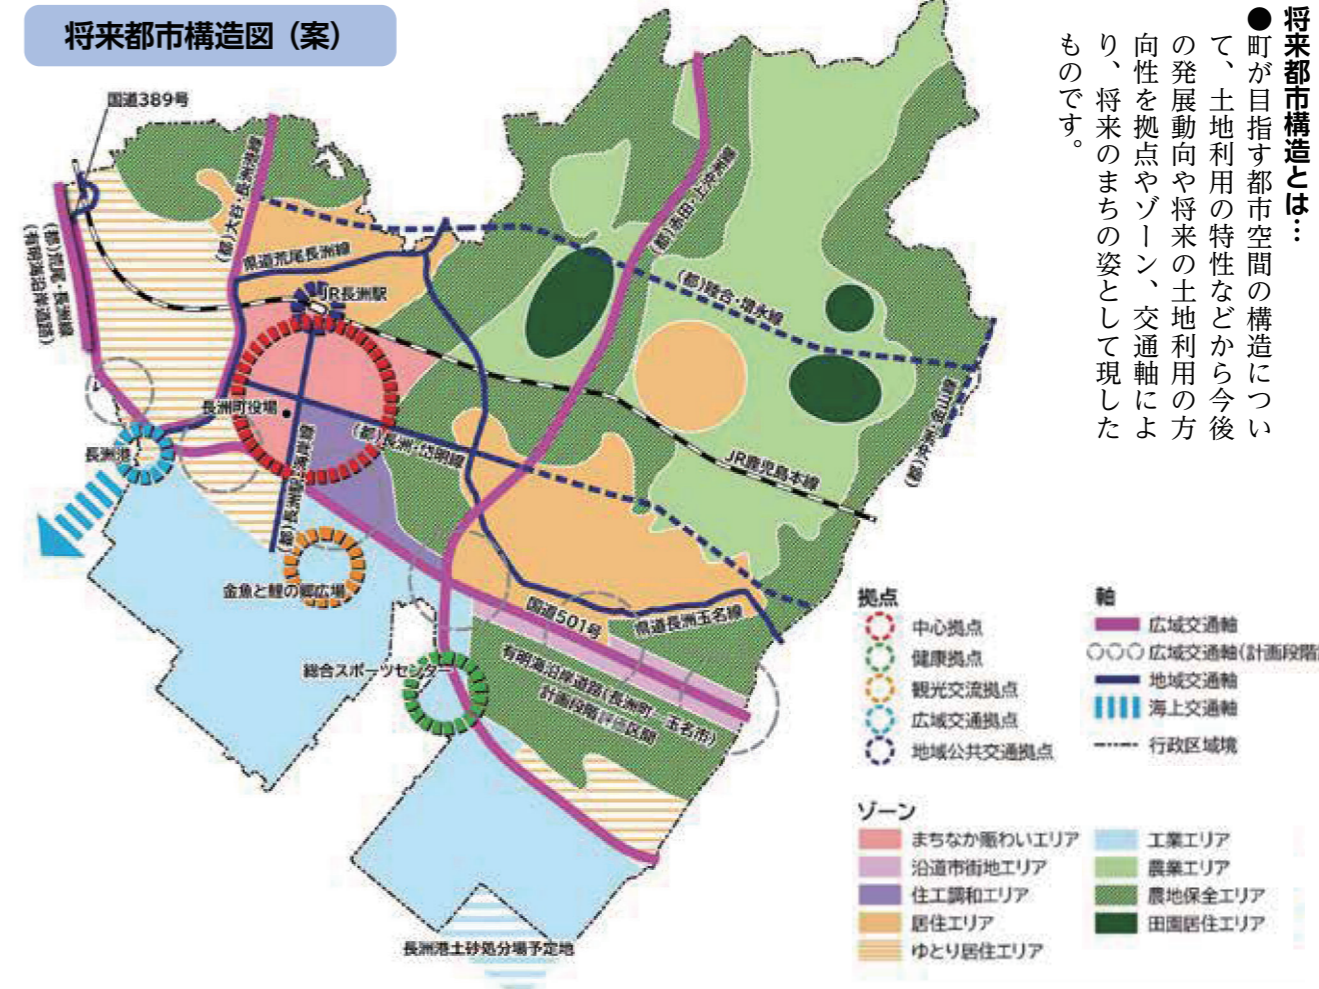 将来都市構造図（案）
将来都市構造とは…
●町が目指す都市空間の構造につい
て、土地利用の特性などから今後
の発展動向や将来の土地利用の方
向性を拠点やゾーン、交通軸によ
り、将来のまちの姿として現した
ものです。
国道389号
(都)荒尾・長洲線
(有明海沿岸道路)
(都)大谷・長洲港線
県道荒尾長洲線
JR長洲駅
(都)赤田・上沖洲線
(都)腹合・増永線
(都)沖洲・金山線
長洲町役場
長洲港
(都)長洲・岱明線
(都)長洲駅・海岸線
JR鹿児島本線
金魚と鯉の郷広場
国道501号
県道長洲玉名線
総合スポーツセンター
有明海沿岸道路(長洲町－玉名市)
計画段階評価区間
長洲港土砂処分場予定地
拠点
中心拠点
健康拠点
観光交流拠点
広域交通拠点
地域公共交通拠点
軸
広域交通軸
広域交通軸(計画段階
地域交通軸
海上交通軸
行政区域境
ゾーン
まちなか賑わいエリア
沿道市街地エリア
住工調和エリア
居住エリア
ゆとり居住エリア
工業エリア
農業エリア
農地保全エリア
田園居住エリア